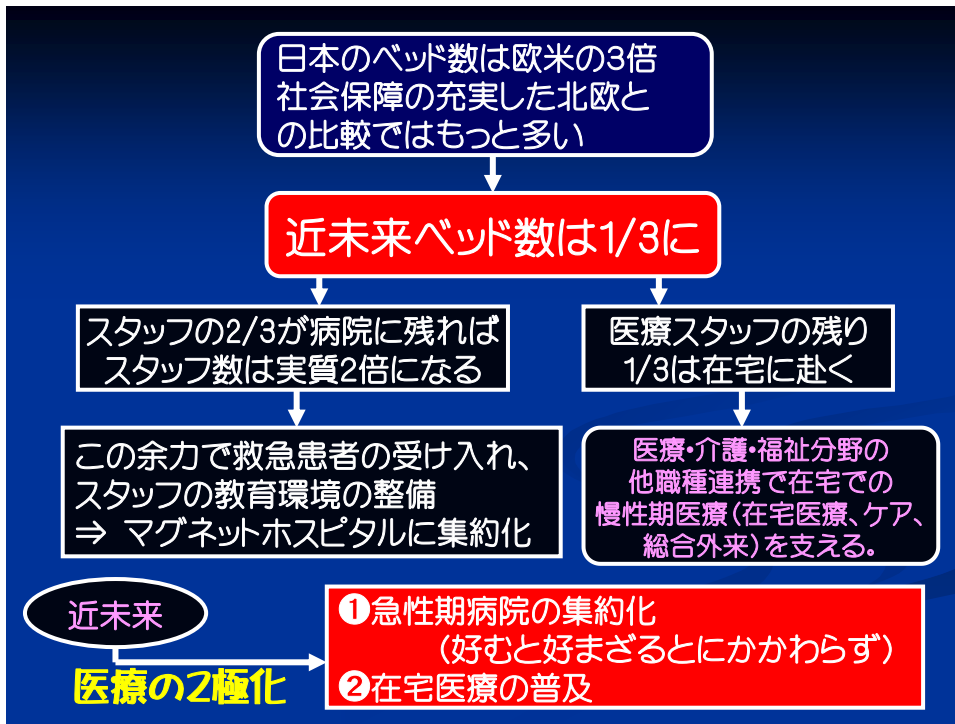 日本のベッド数は欧米の3倍
社会保障の充実した北欧と
の比較ではもっと多い
近未来ベッド数は1/3に
スタッフの2/3が病院に残れば
スタッフ数は実質2倍になる
医療スタッフの残り
1/3は在宅に赴く
この余力で救急患者の受け入れ、
スタッフの教育環境の整備
⇒ マグネットホスピタルに集約化
医療・介護・福祉分野の
他職種連携で在宅での
慢性期医療(在宅医療、ケア、
総合外来)を支える。
近未来
医療の2極化
❶急性期病院の集約化
(好むと好まざるとにかかわらず)
❷在宅医療の普及